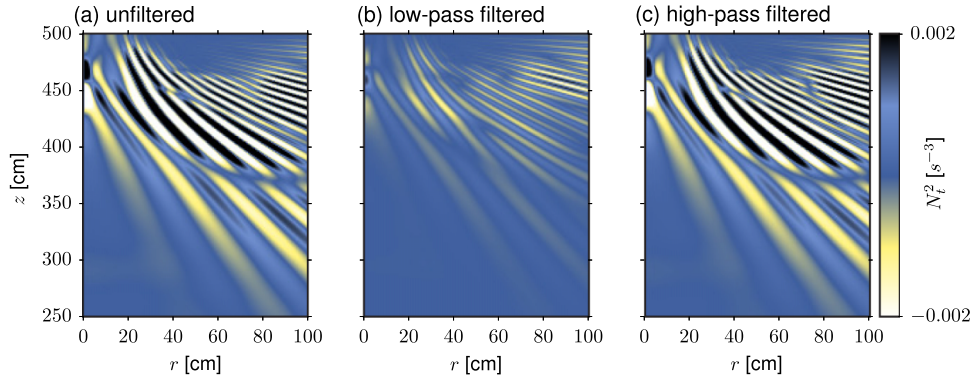 (a) unfiltered (b) low-pass filtered (c) high-pass filtered
500 0.002
450
400
350
300
250 −0.002
z [cm]
N_t^2 [s^{−3}]
0 20 40 60 80 100 0 20 40 60 80 100 0 20 40 60 80 100
r [cm] r [cm] r [cm]